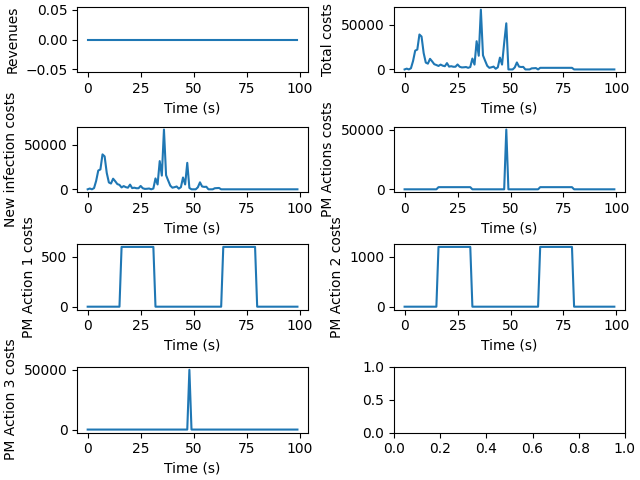 Revenues
0.05
0.00
−0.05
0 25 50 75 100
Time (s)
Total costs
50000
0
0 25 50 75 100
Time (s)
New infection costs
50000
0
0 25 50 75 100
Time (s)
PM Actions costs
50000
0
0 25 50 75 100
Time (s)
PM Action 1 costs
500
0
0 25 50 75 100
Time (s)
PM Action 2 costs
1000
0
0 25 50 75 100
Time (s)
PM Action 3 costs
50000
0
0 25 50 75 100
Time (s)
1.0
0.5
0.0
0.0 0.2 0.4 0.6 0.8 1.0